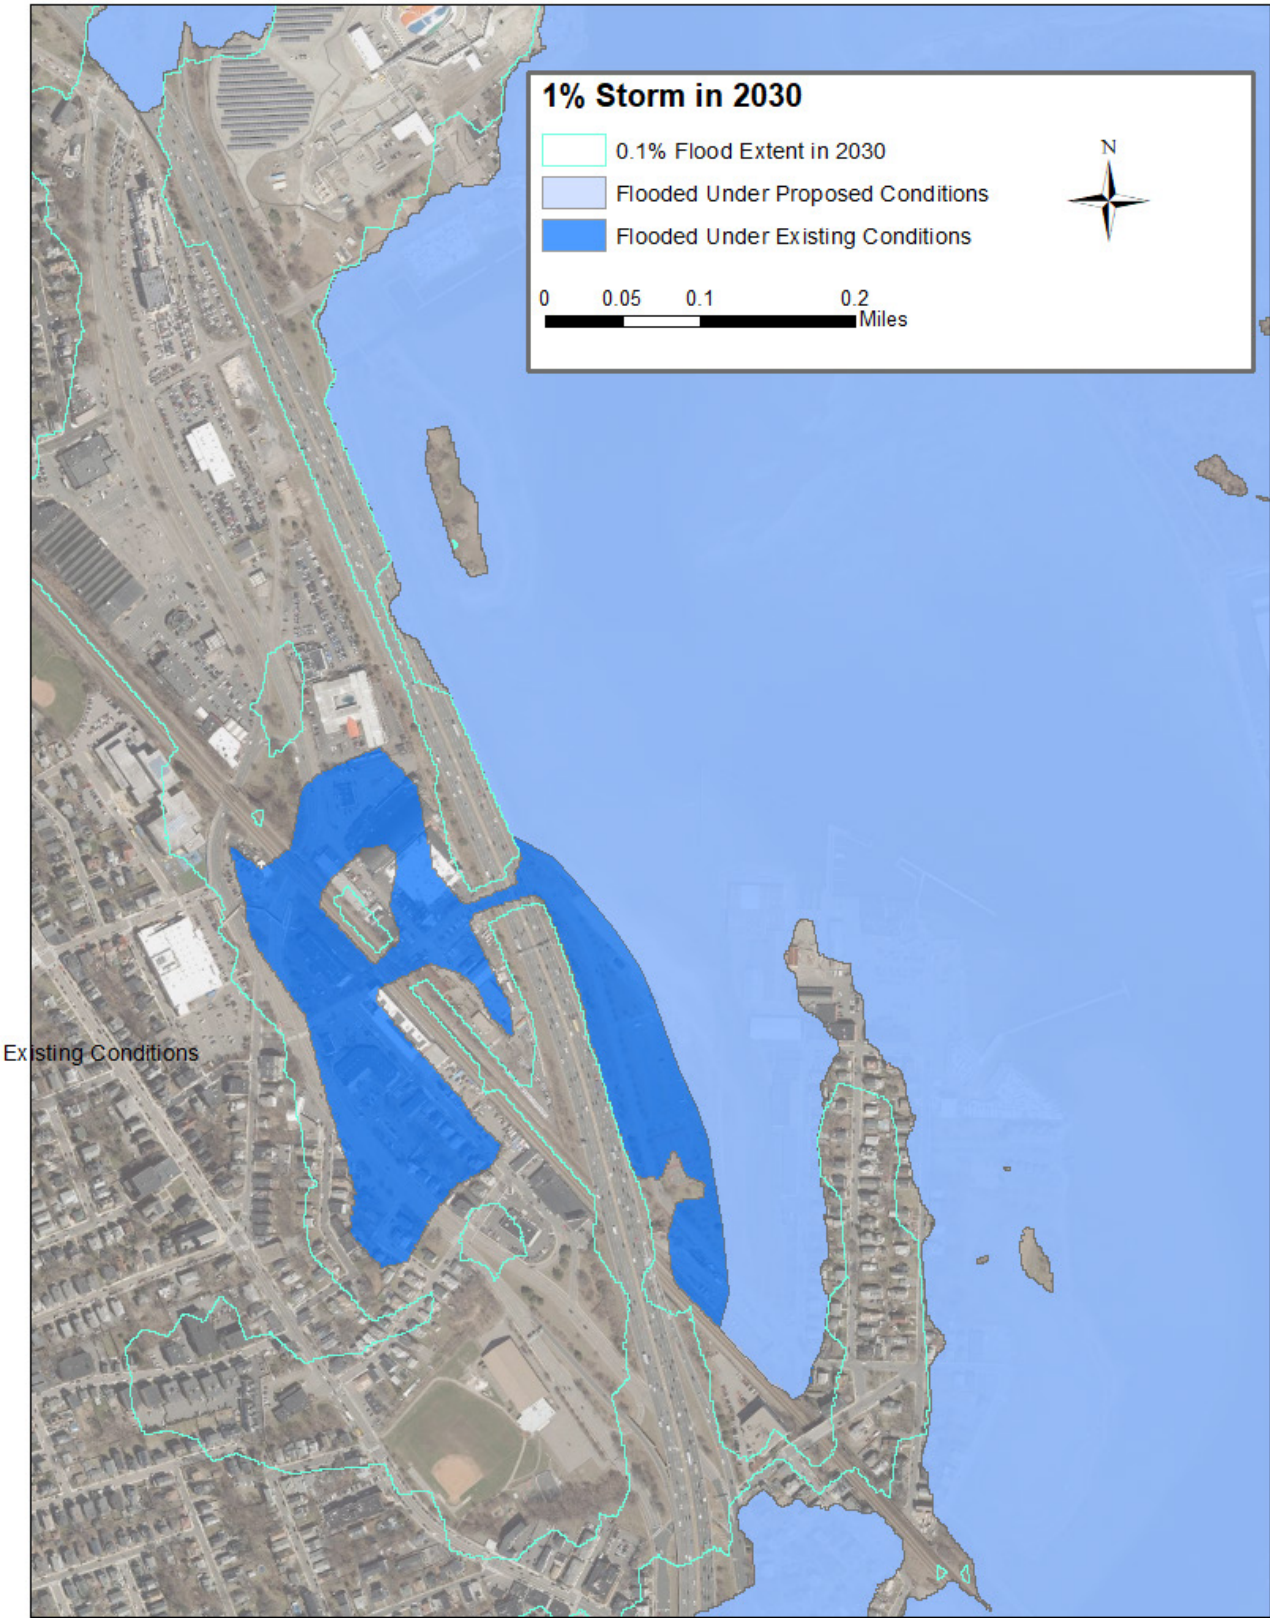 1% Storm in 2030
0.1% Flood Extent in 2030
Flooded Under Proposed Conditions
Flooded Under Existing Conditions
N
0 0.05 0.1 0.2
Miles
Existing Conditions